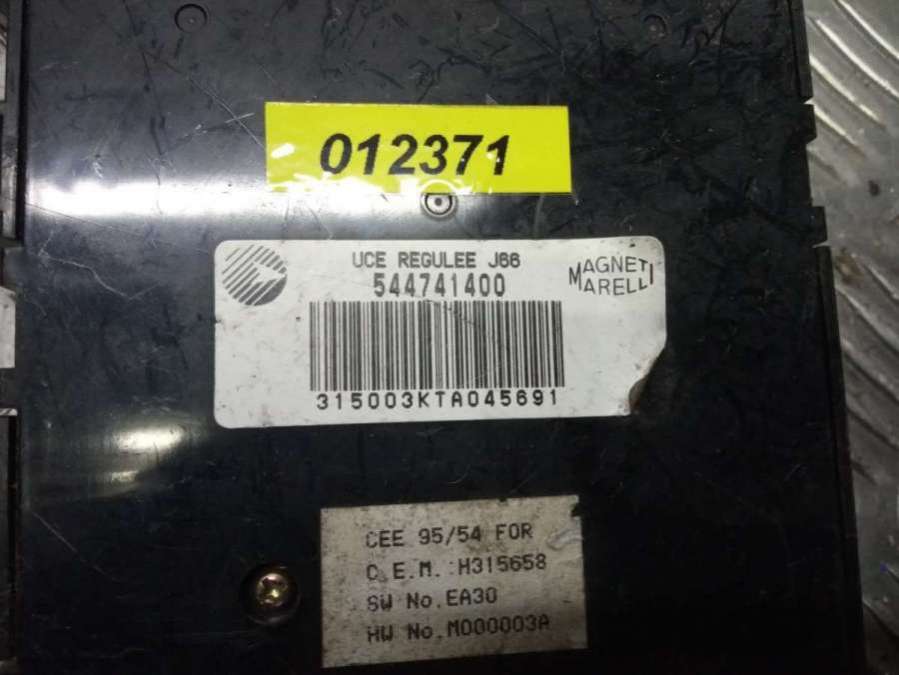 012371
UCE REGULEE J66
544741400
MAGNETI
MARELLI
315003KTA045691
CEE 95/54 FOR
C.E.M.:H315658
SW No.EA30
HW No.M000003A